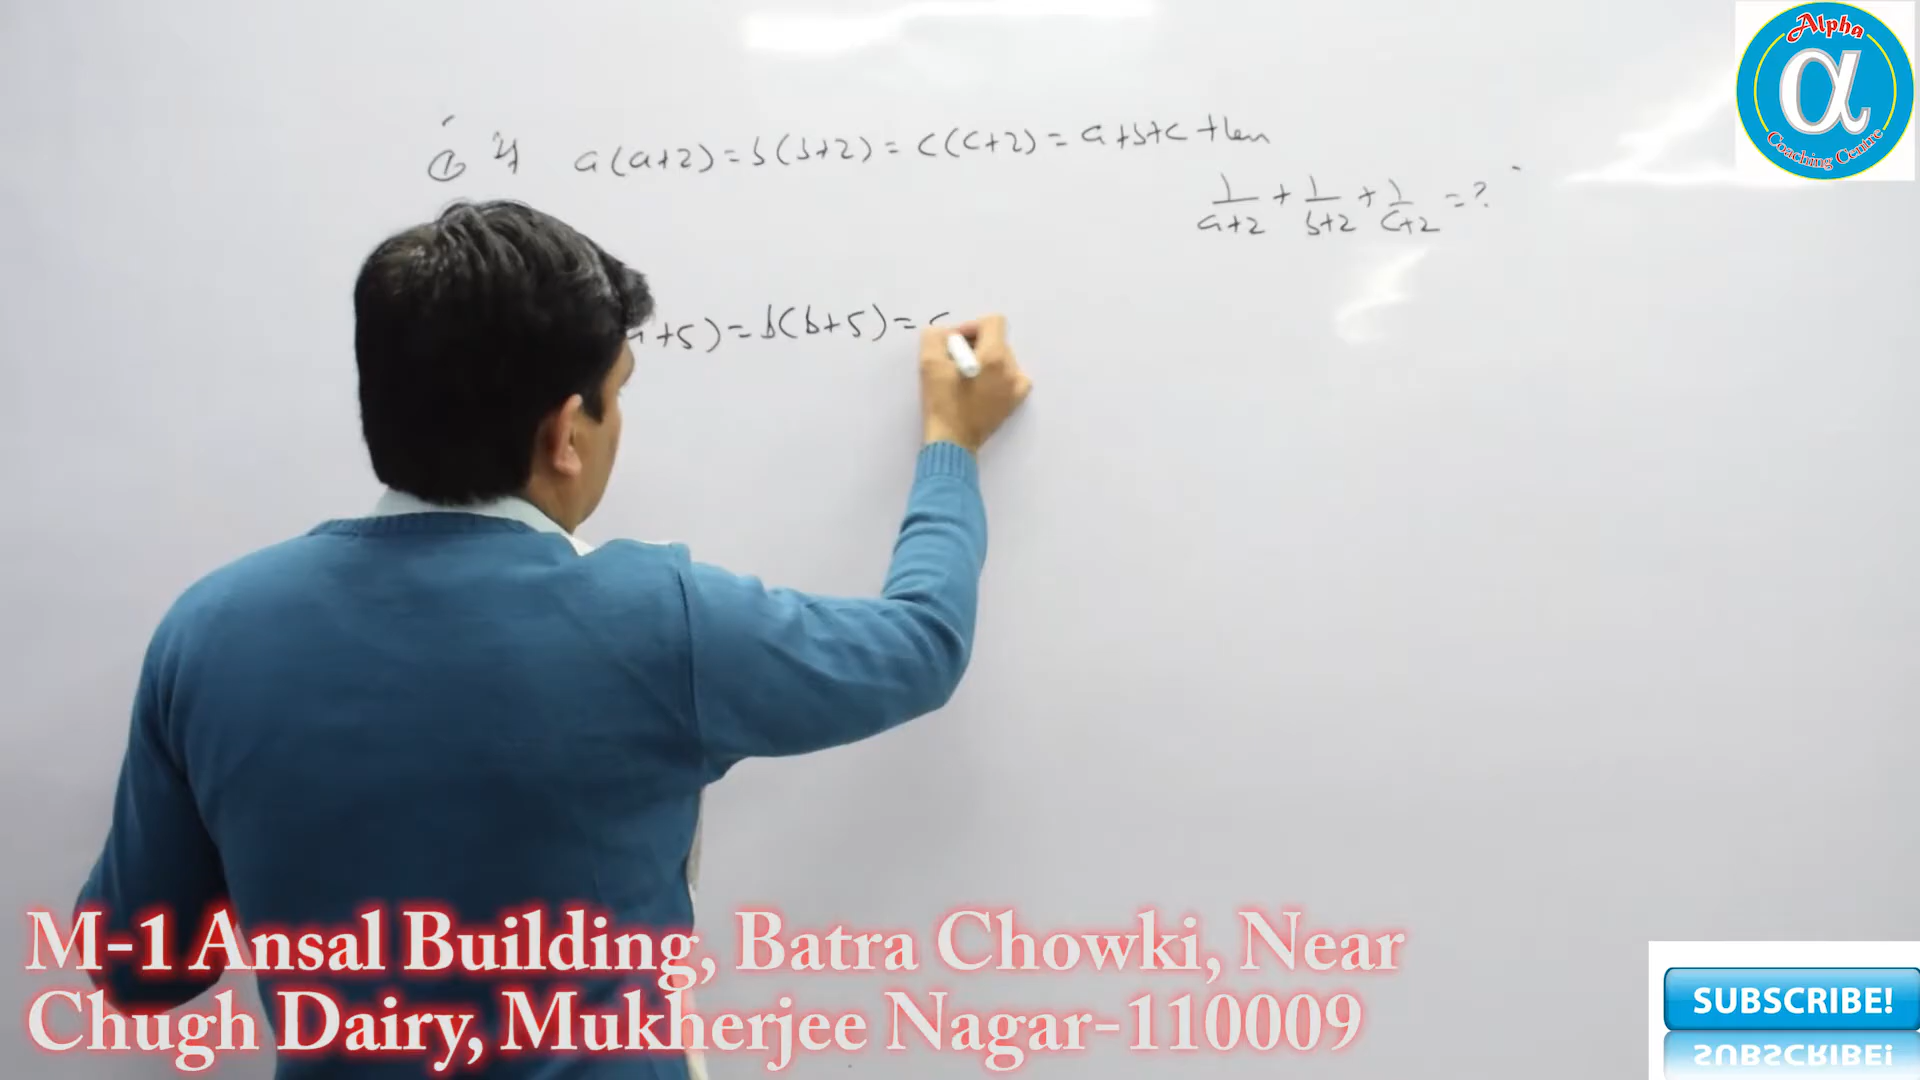 ① If a(a+2) = b(b+2) = c(c+2) = a+b+c then
1/(a+2) + 1/(b+2) + 1/(c+2) = ?
+5) = b(b+5) =
M-1 Ansal Building, Batra Chowki, Near
Chugh Dairy, Mukherjee Nagar-110009
Alpha
α
Coaching Centre
SUBSCRIBE!